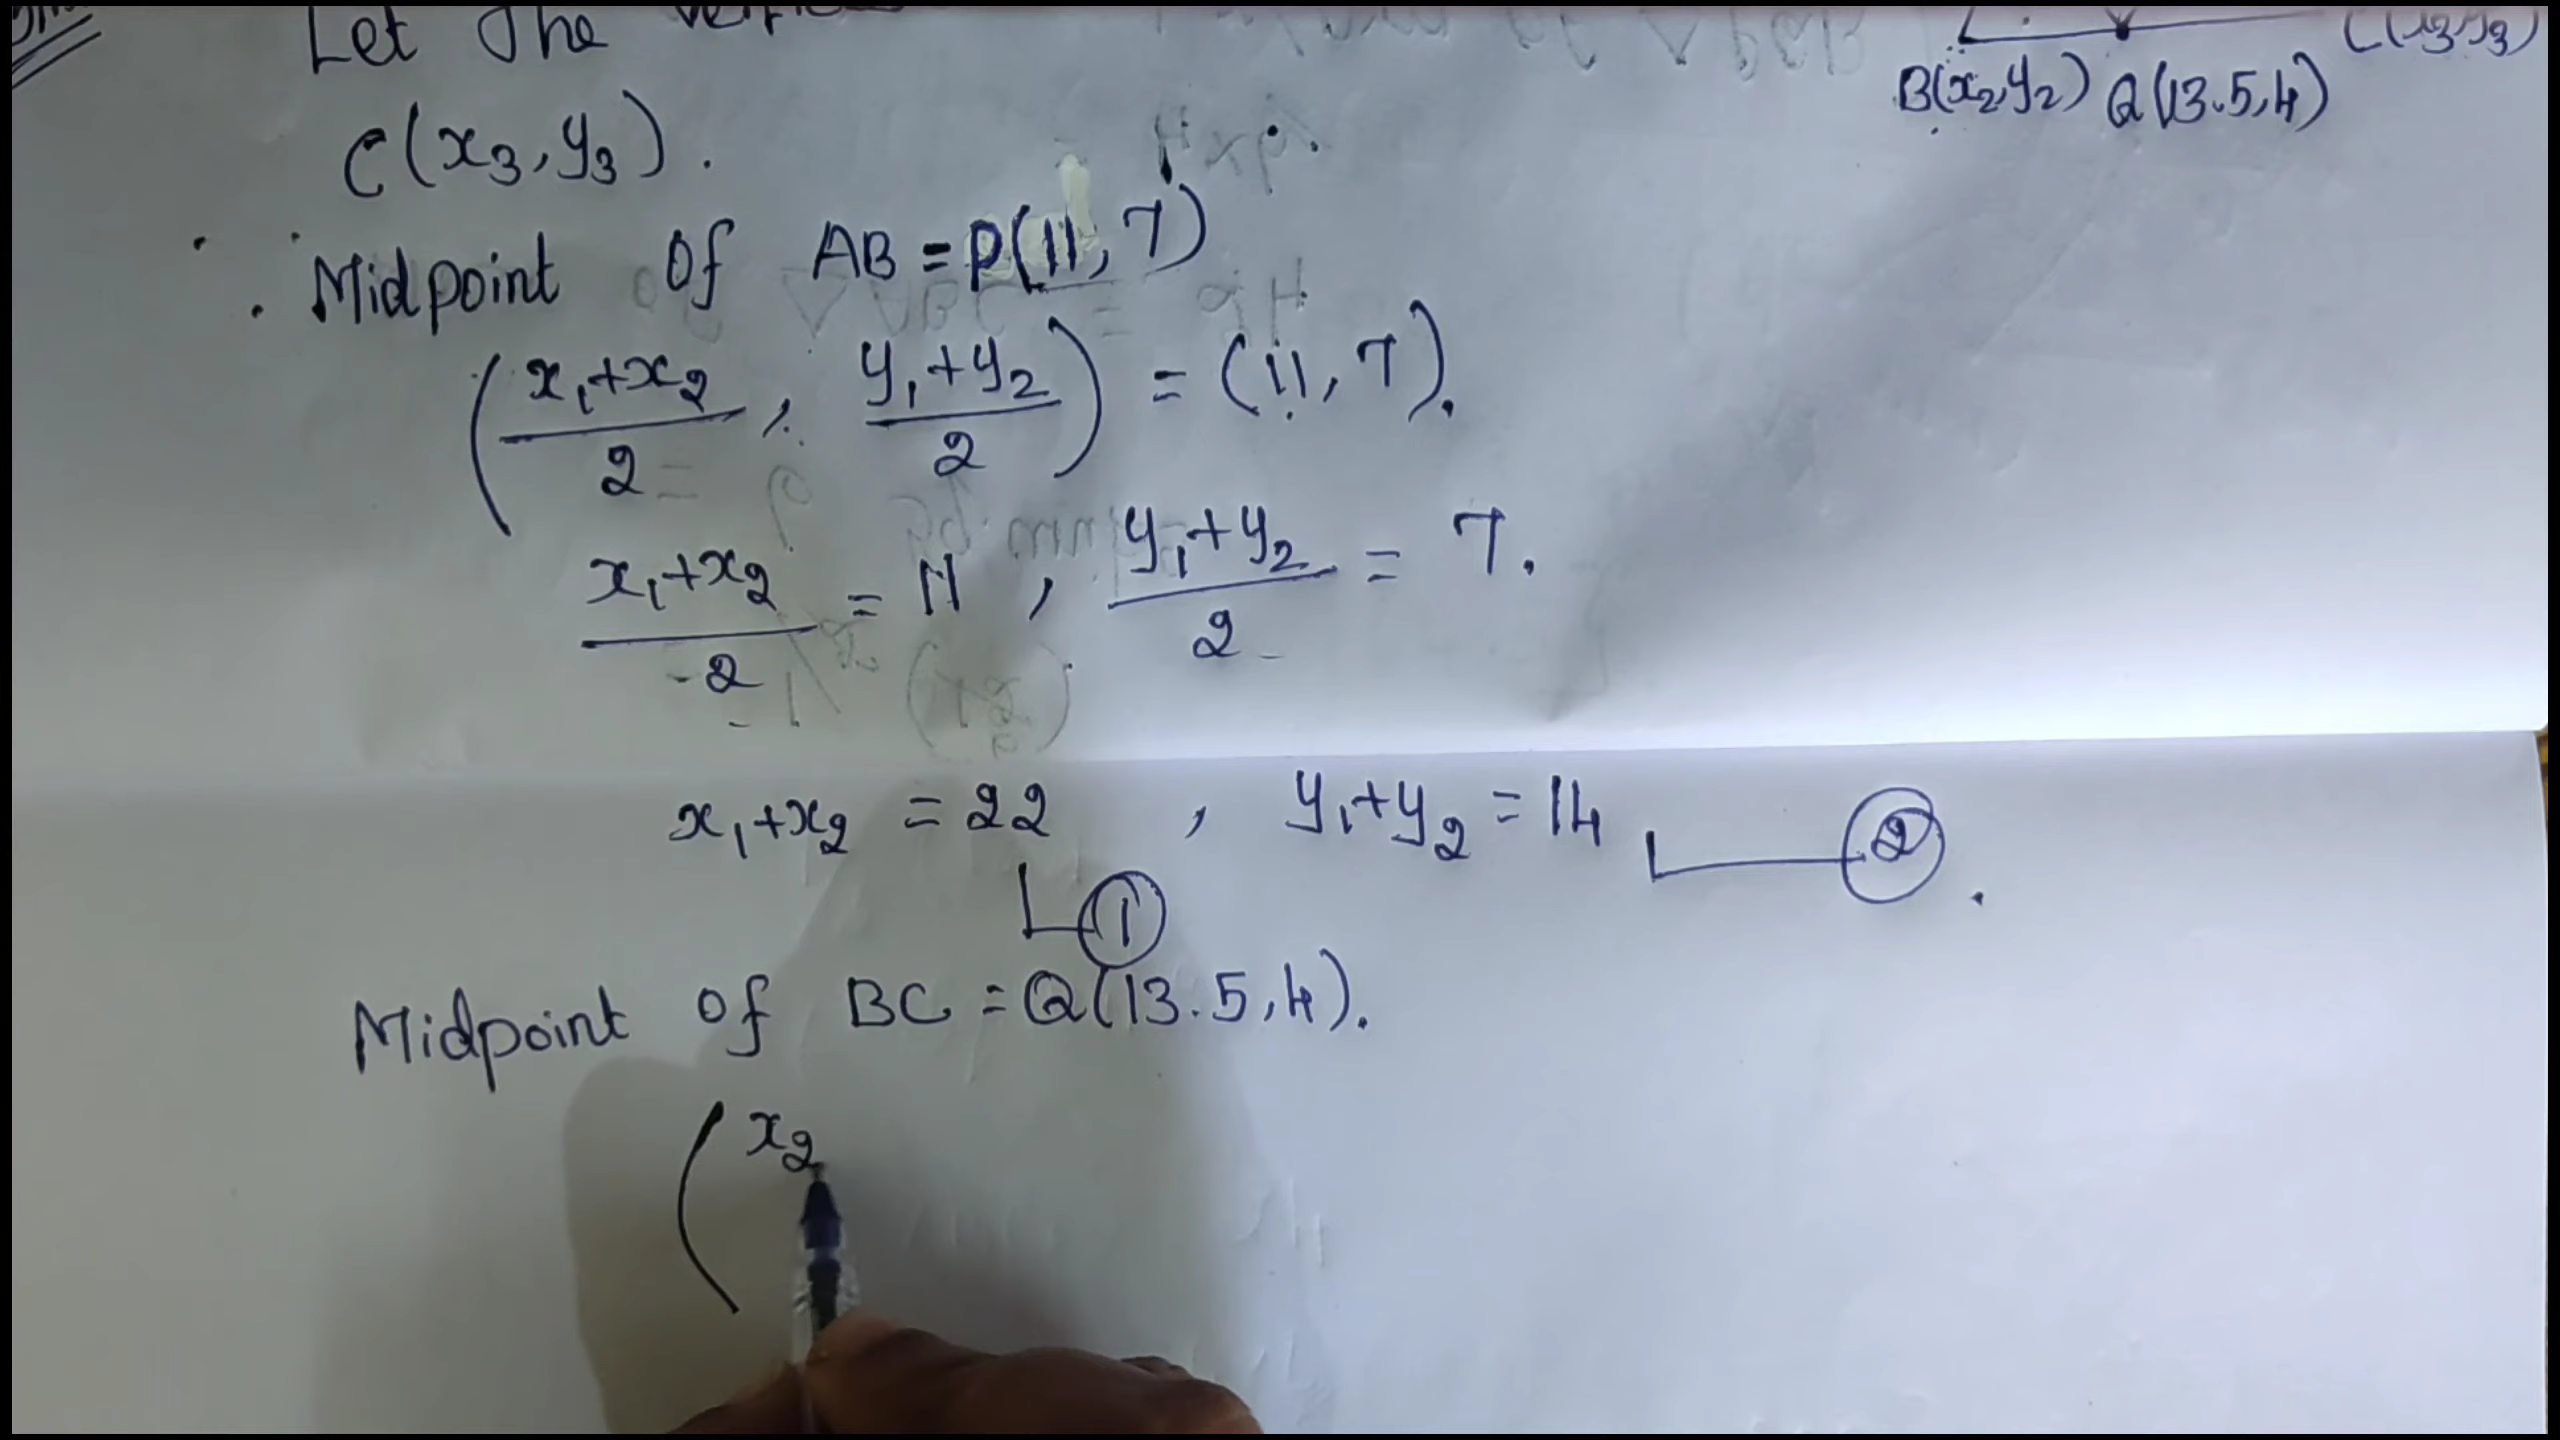 Let The
C(x₃,y₃).
C(x₃,y₃)
B(x₂,y₂) Q(13.5,4)
∴ Midpoint Of AB = P(11, 7)
((x₁+x₂)/2, (y₁+y₂)/2) = (11, 7).
(x₁+x₂)/2 = 11, (y₁+y₂)/2 = 7.
x₁+x₂ = 22, y₁+y₂ = 14 ②
①
Midpoint Of BC = Q(13.5,4).
(x₂